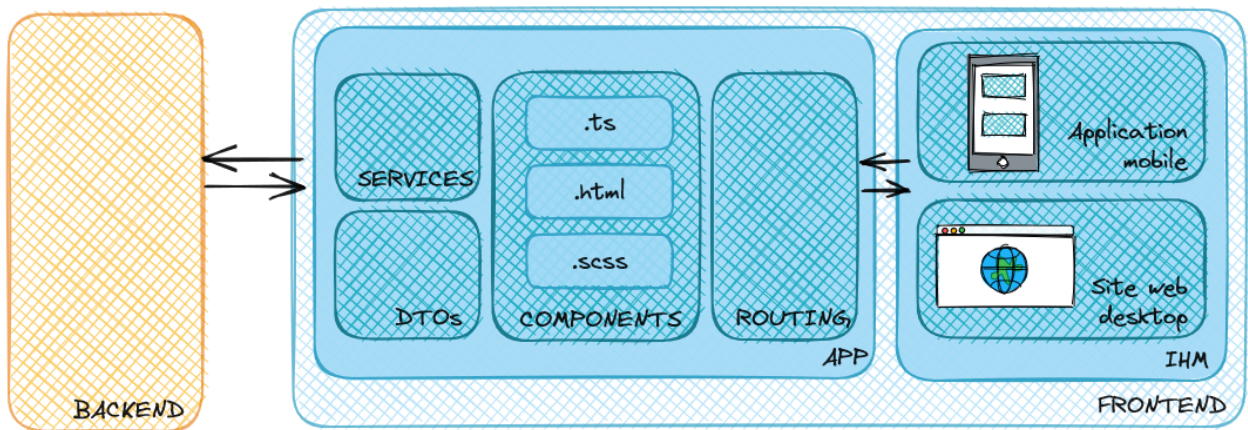 BACKEND
SERVICES
DTOs
.ts
.html
.scss
COMPONENTS
ROUTING,
APP
Application
mobile
Site web
desktop
IHM
FRONTEND